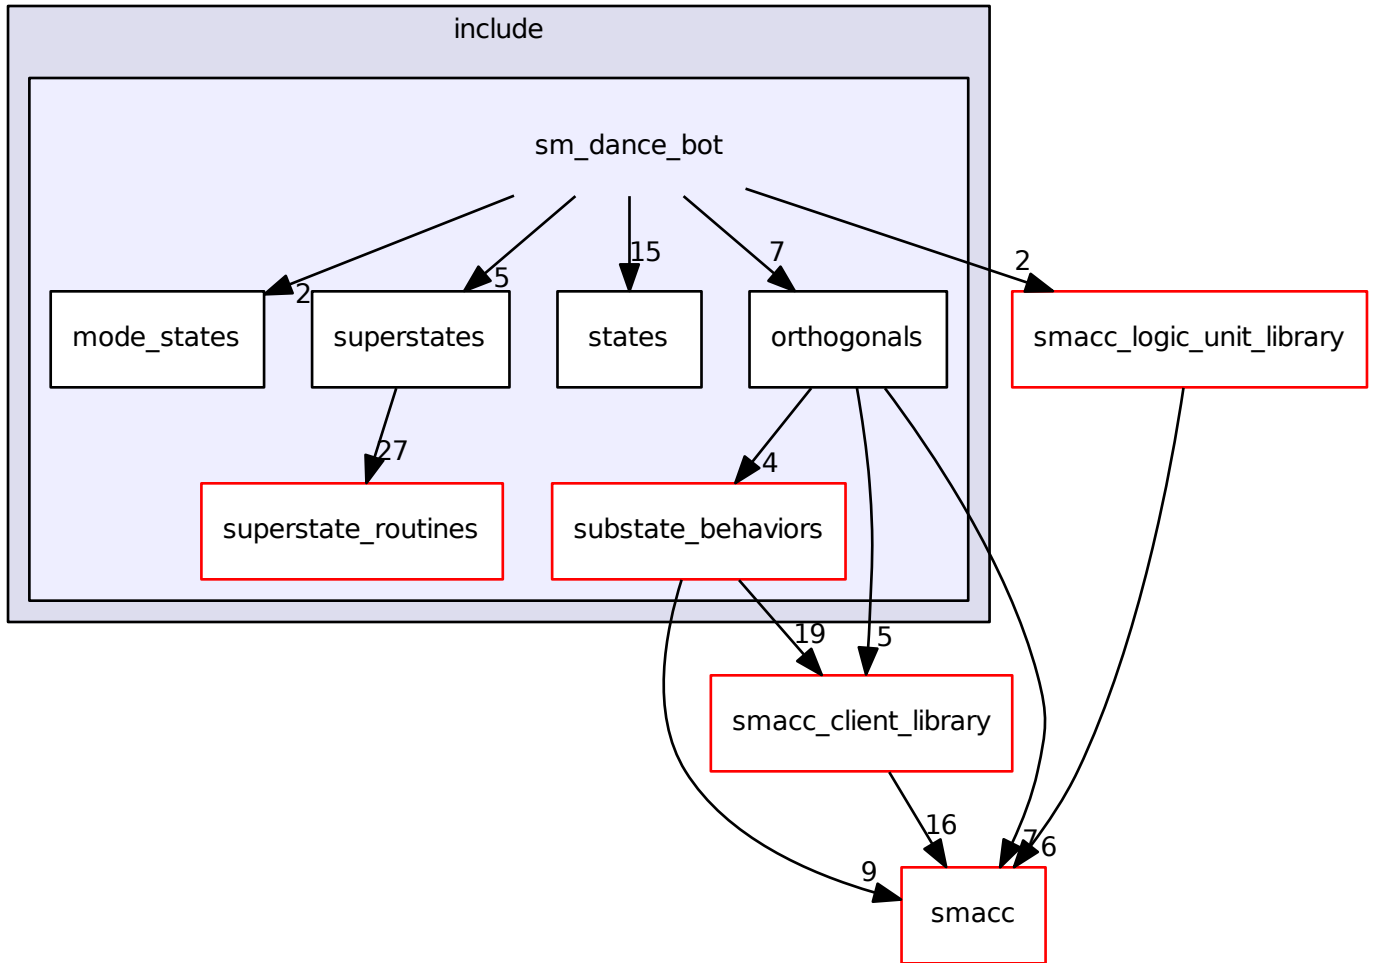 include
sm_dance_bot
2
5
15
7
2
mode_states
superstates
states
orthogonals
smacc_logic_unit_library
27
4
superstate_routines
substate_behaviors
19
5
smacc_client_library
16
7
6
9
smacc